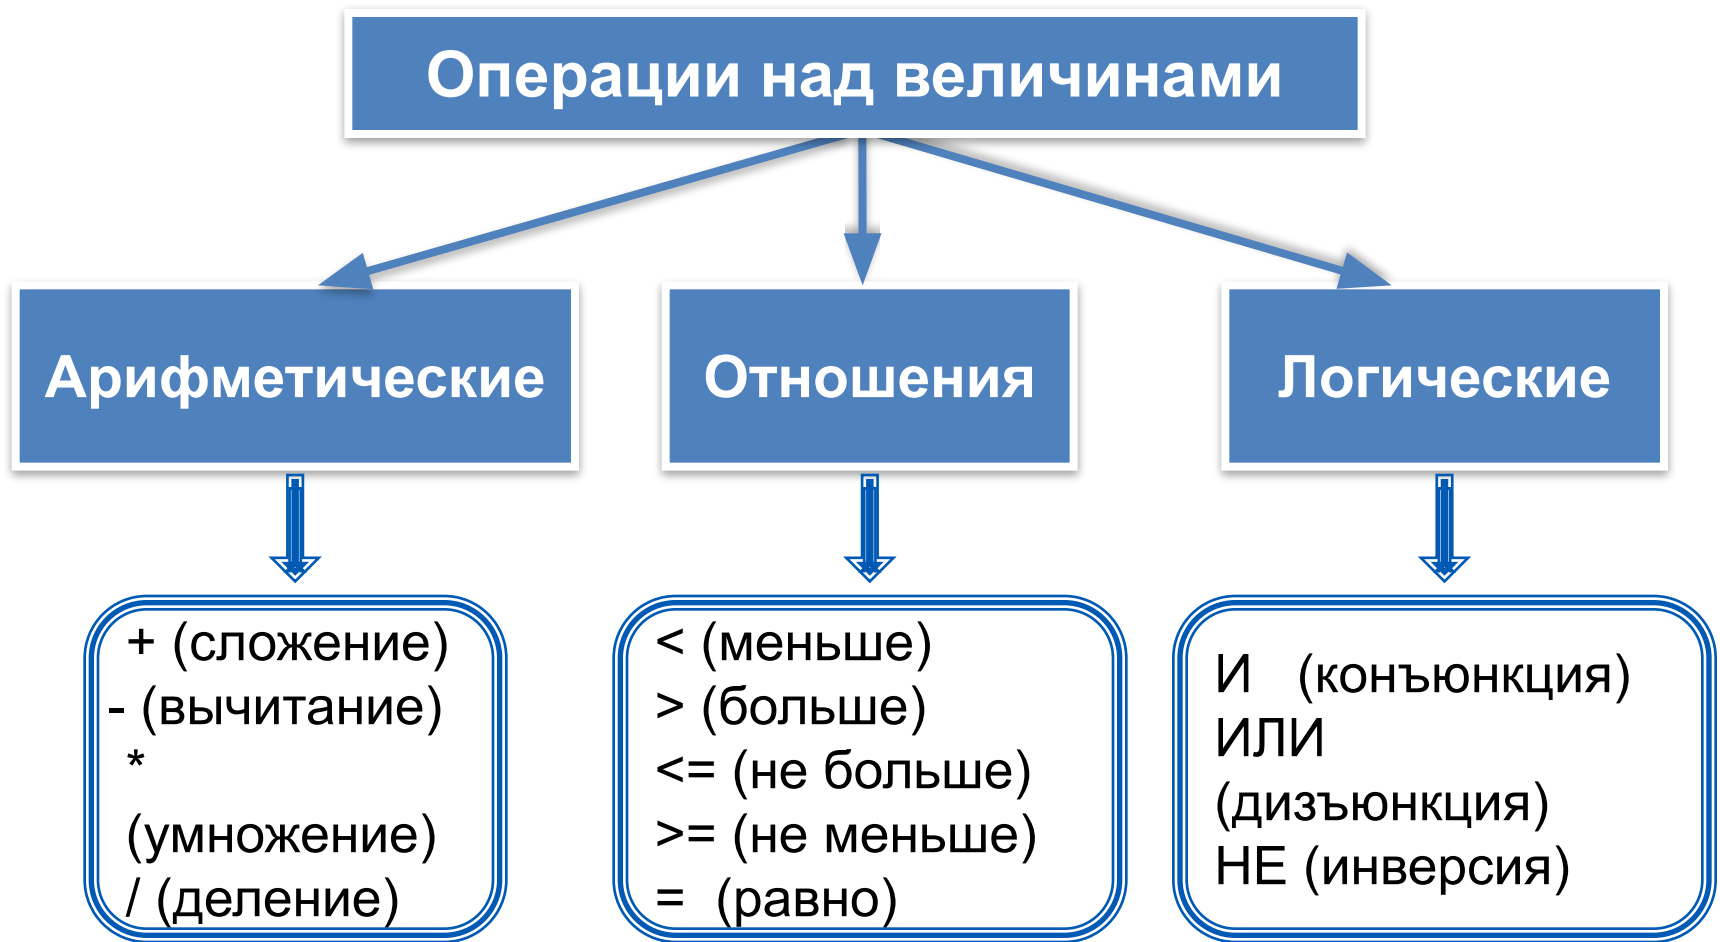 Операции над величинами
Арифметические
Отношения
Логические
+ (сложение)
- (вычитание)
*
(умножение)
/ (деление)
< (меньше)
> (больше)
<= (не больше)
>= (не меньше)
= (равно)
И (конъюнкция)
ИЛИ
(дизъюнкция)
НЕ (инверсия)